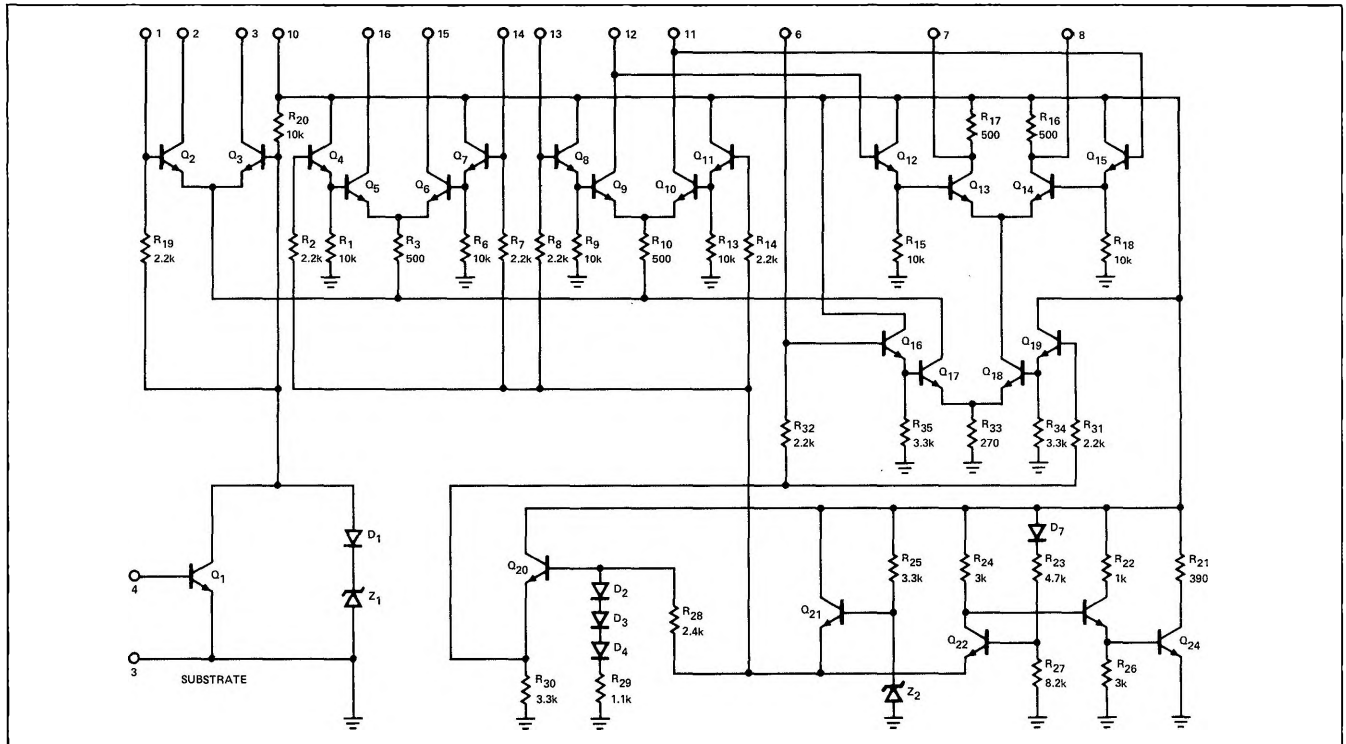 1 2 3 10 16 15 14 13 12 11 6 7 8
R20 10k
R17 500
R16 500
Q2 Q3 Q4 Q5 Q6 Q7 Q8 Q9 Q10 Q11 Q12 Q13 Q14 Q15
R19 2.2k
R2 2.2k
R1 10k
R3 500
R6 10k
R7 2.2k
R8 2.2k
R9 10k
R10 500
R13 10k
R14 2.2k
R15 10k
R18 10k
Q16 Q17 Q18 Q19
R32 2.2k
R35 3.3k
R33 270
R34 3.3k
R31 2.2k
4
Q1
D1
Z1
3
SUBSTRATE
Q20
D2
D3
D4
R30 3.3k
R29 1.1k
R28 2.4k
Q21
R25 3.3k
Z2
R24 3k
Q22
D7
R23 4.7k
R27 8.2k
R22 1k
R26 3k
R21 390
Q24